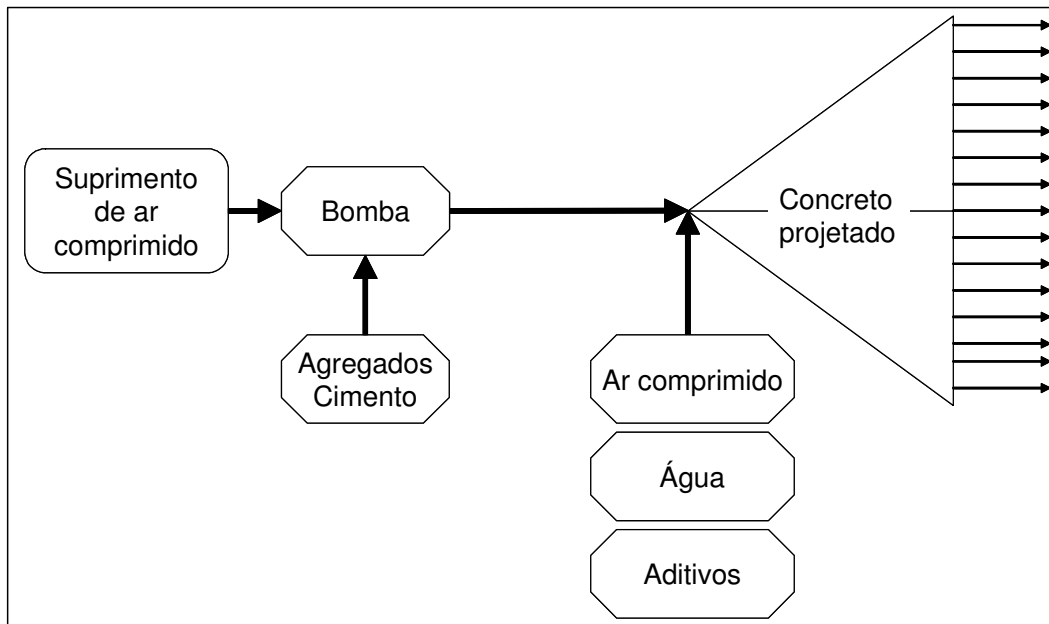 Suprimento
de ar
comprimido
Bomba
Agregados
Cimento
Concreto
projetado
Ar comprimido
Água
Aditivos